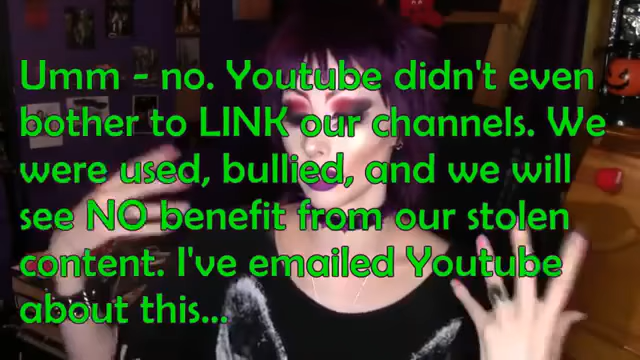 Umm - no. Youtube didn't even
bother to LINK our channels. We
were used, bullied, and we will
see NO benefit from our stolen
content. I've emailed Youtube
about this...